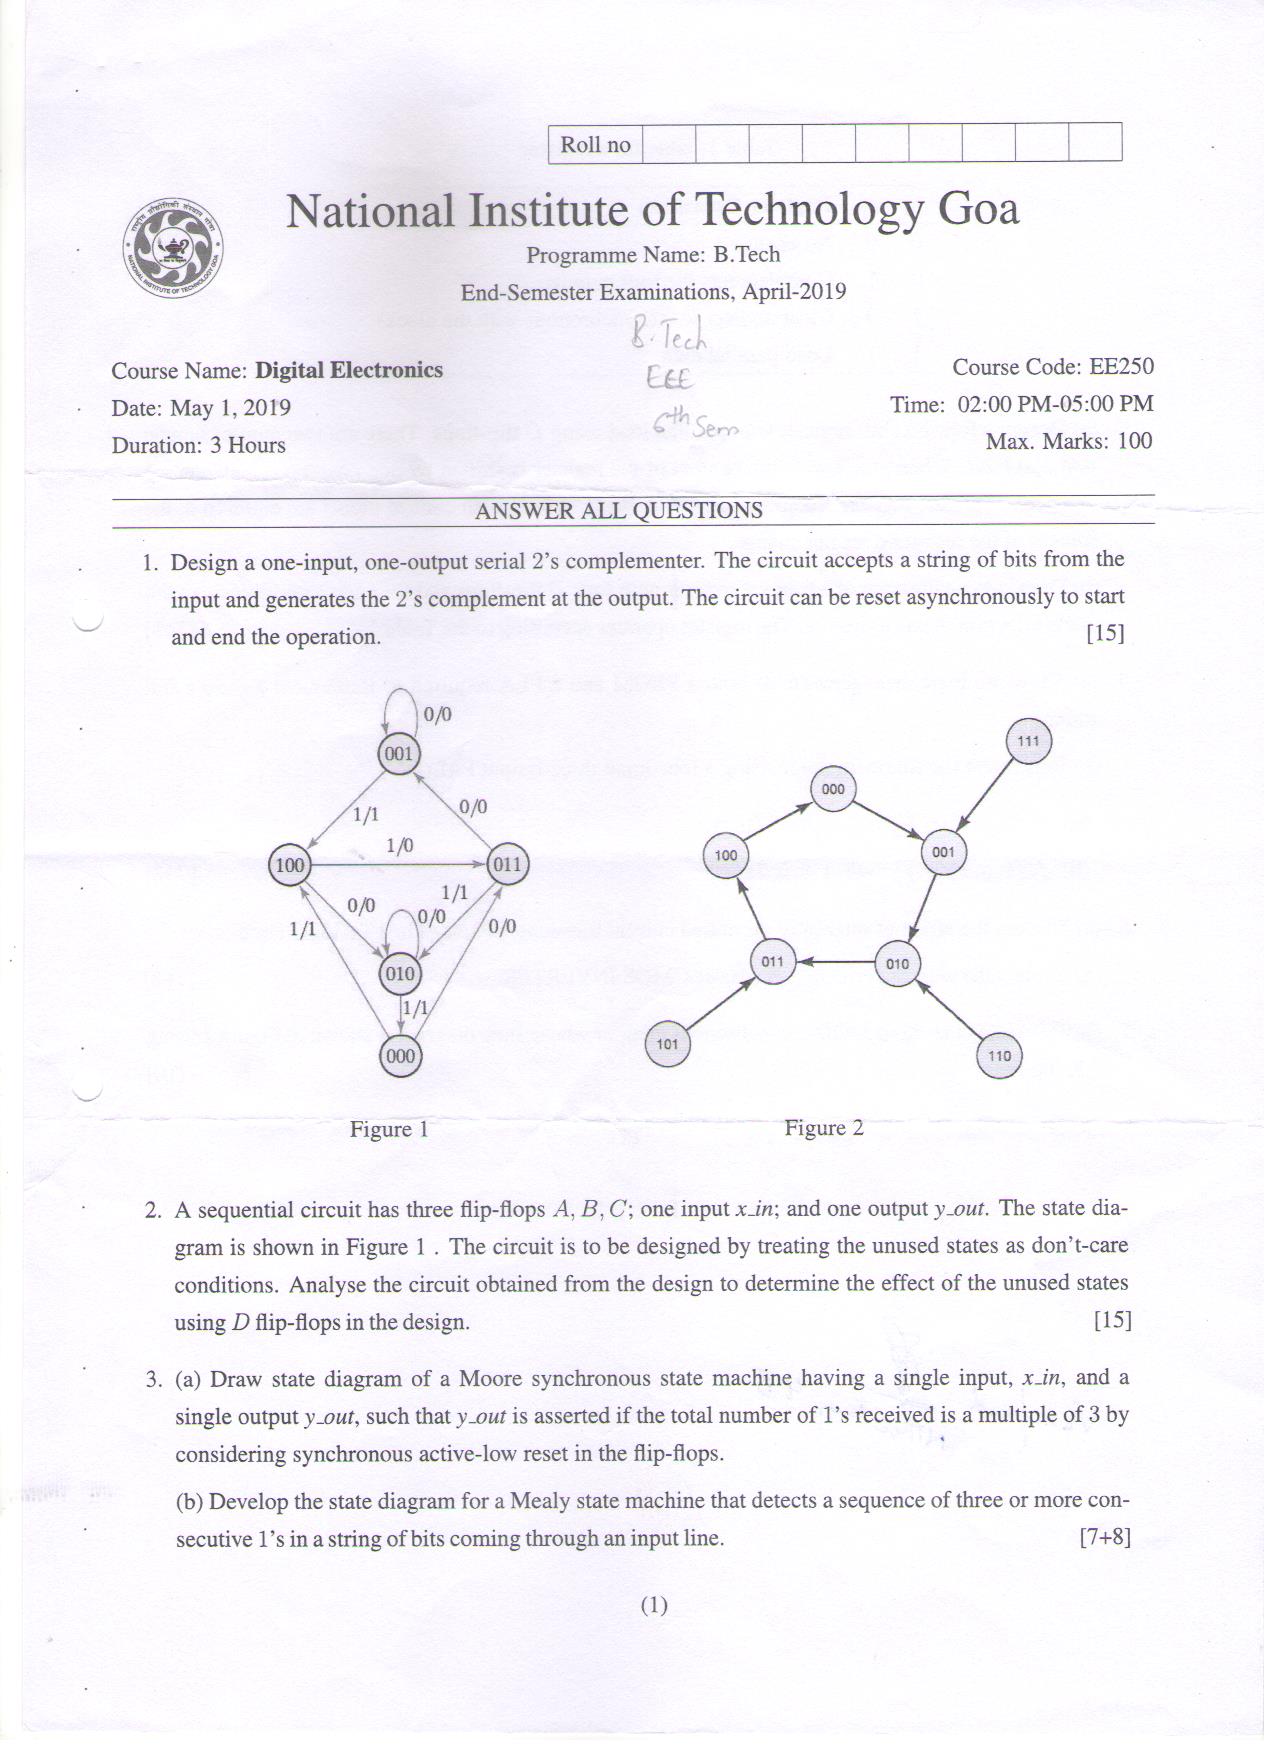 Roll no
National Institute of Technology Goa
Programme Name: B.Tech
End-Semester Examinations, April-2019
B.Tech
EEE
6th Sem
Course Name: Digital Electronics
Course Code: EE250
Date: May 1, 2019
Time: 02:00 PM-05:00 PM
Duration: 3 Hours
Max. Marks: 100
ANSWER ALL QUESTIONS
1. Design a one-input, one-output serial 2's complementer. The circuit accepts a string of bits from the
input and generates the 2's complement at the output. The circuit can be reset asynchronously to start
and end the operation. [15]
0/0
001
1/1
0/0
1/0
100
011
1/1
0/0
0/0
1/1
0/0
010
1/1
000
Figure 1
111
000
001
100
011
010
101
110
Figure 2
2. A sequential circuit has three flip-flops A, B, C; one input x_in; and one output y_out. The state dia-
gram is shown in Figure 1 . The circuit is to be designed by treating the unused states as don't-care
conditions. Analyse the circuit obtained from the design to determine the effect of the unused states
using D flip-flops in the design. [15]
3. (a) Draw state diagram of a Moore synchronous state machine having a single input, x_in, and a
single output y_out, such that y_out is asserted if the total number of 1's received is a multiple of 3 by
considering synchronous active-low reset in the flip-flops.
(b) Develop the state diagram for a Mealy state machine that detects a sequence of three or more con-
secutive 1's in a string of bits coming through an input line. [7+8]
(1)